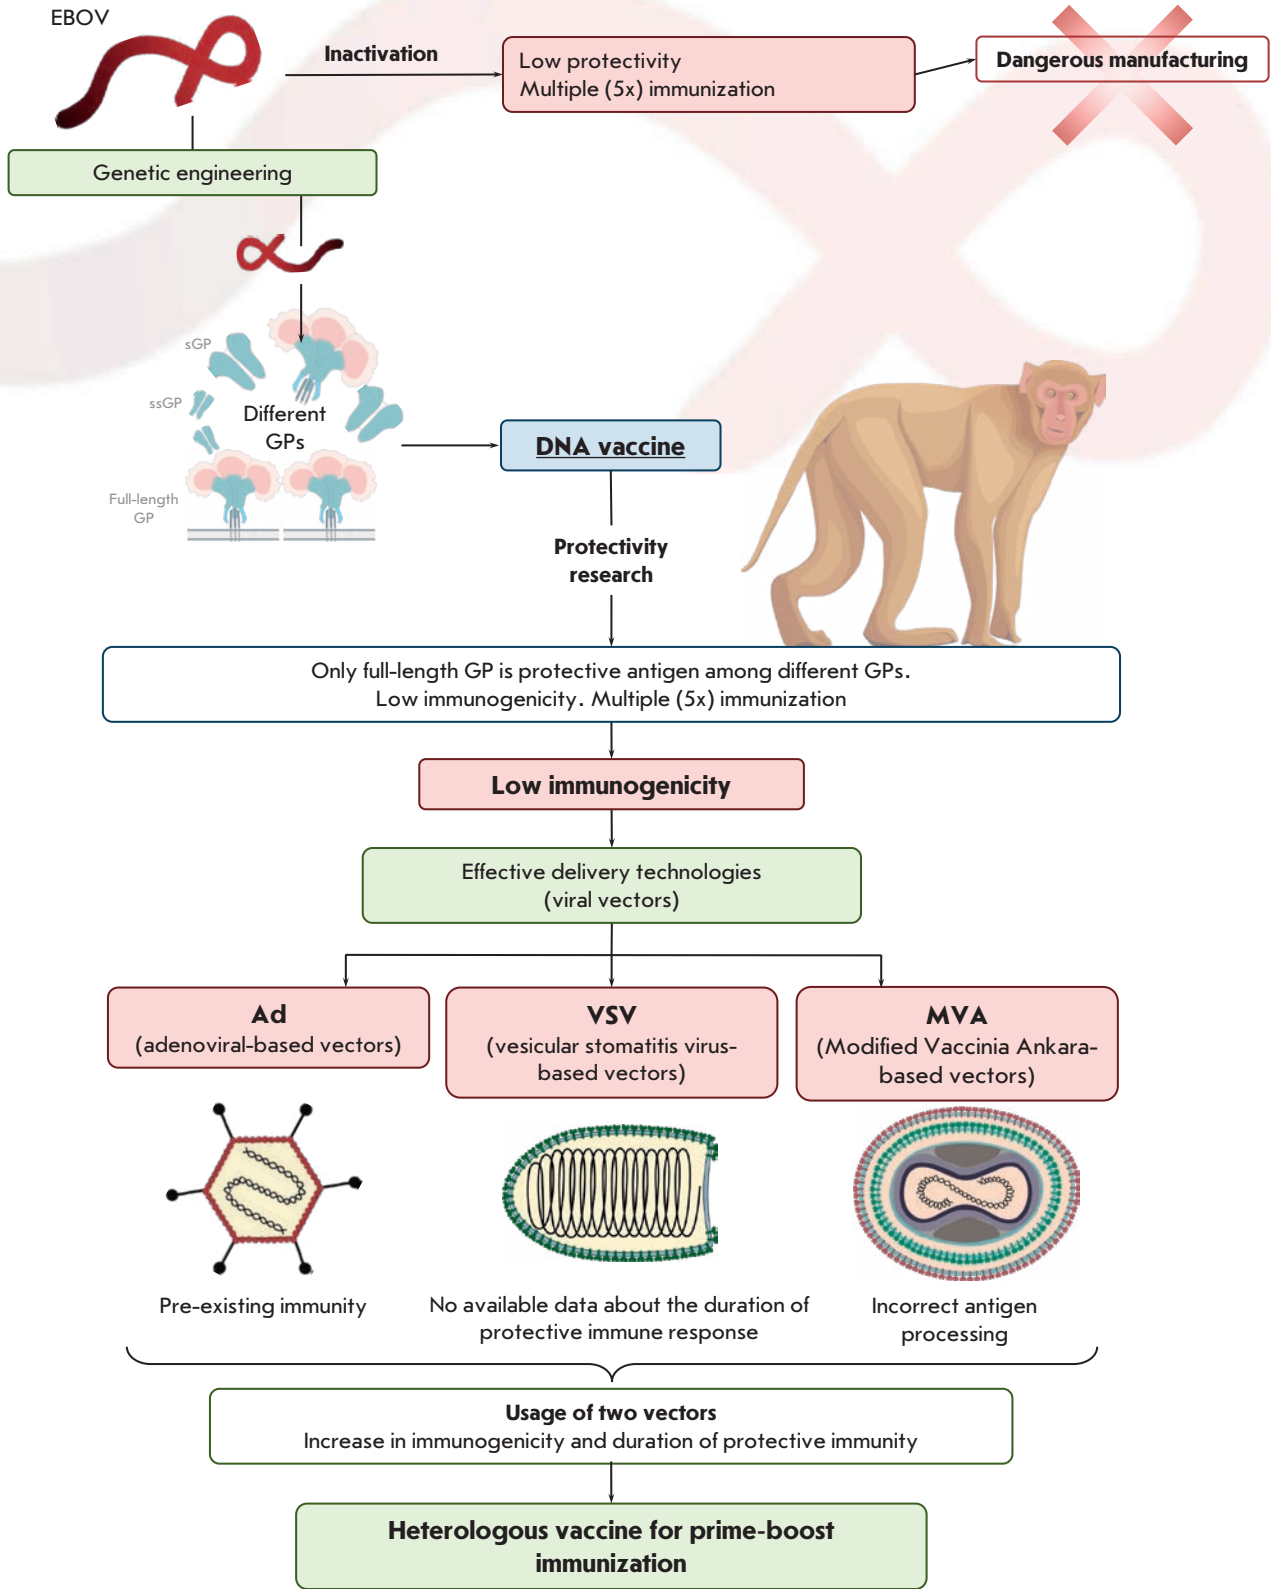 EBOV
Inactivation
Low protectivity
Multiple (5x) immunization
Dangerous manufacturing
Genetic engineering
sGP
ssGP
Different
GPs
Full-length
GP
DNA vaccine
Protectivity
research
Only full-length GP is protective antigen among different GPs.
Low immunogenicity. Multiple (5x) immunization
Low immunogenicity
Effective delivery technologies
(viral vectors)
Ad
(adenoviral-based vectors)
VSV
(vesicular stomatitis virus-
based vectors)
MVA
(Modified Vaccinia Ankara-
based vectors)
Pre-existing immunity
No available data about the duration of
protective immune response
Incorrect antigen
processing
Usage of two vectors
Increase in immunogenicity and duration of protective immunity
Heterologous vaccine for prime-boost
immunization